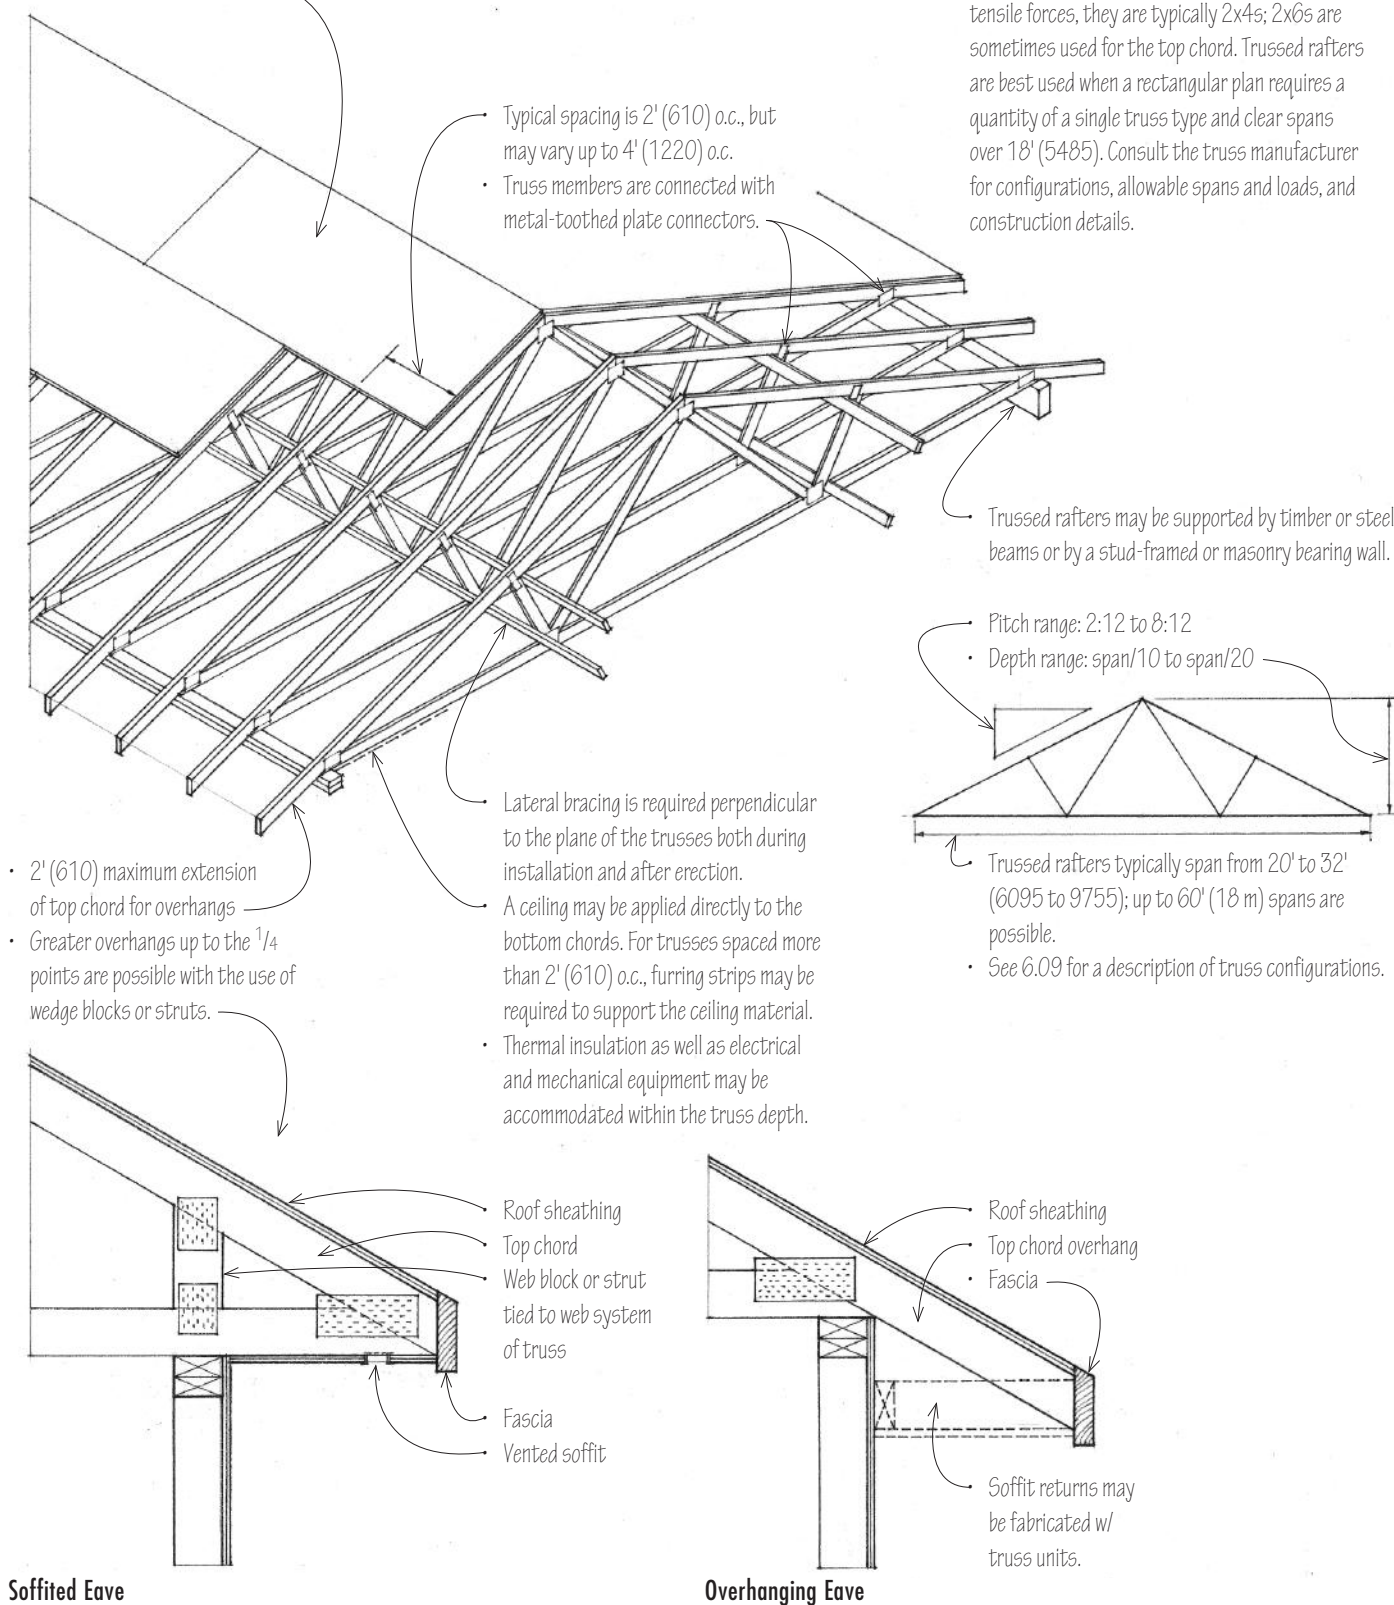 tensile forces, they are typically 2x4s; 2x6s are
sometimes used for the top chord. Trussed rafters
are best used when a rectangular plan requires a
quantity of a single truss type and clear spans
over 18' (5485). Consult the truss manufacturer
for configurations, allowable spans and loads, and
construction details.
• Typical spacing is 2' (610) o.c., but
may vary up to 4' (1220) o.c.
• Truss members are connected with
metal-toothed plate connectors.
• Trussed rafters may be supported by timber or steel
beams or by a stud-framed or masonry bearing wall.
• Pitch range: 2:12 to 8:12
• Depth range: span/10 to span/20
• Trussed rafters typically span from 20' to 32'
(6095 to 9755); up to 60' (18 m) spans are
possible.
• See 6.09 for a description of truss configurations.
• Lateral bracing is required perpendicular
to the plane of the trusses both during
installation and after erection.
• A ceiling may be applied directly to the
bottom chords. For trusses spaced more
than 2' (610) o.c., furring strips may be
required to support the ceiling material.
• Thermal insulation as well as electrical
and mechanical equipment may be
accommodated within the truss depth.
• 2' (610) maximum extension
of top chord for overhangs
• Greater overhangs up to the 1/4
points are possible with the use of
wedge blocks or struts.
• Roof sheathing
• Top chord
• Web block or strut
tied to web system
of truss
• Fascia
• Vented soffit
Soffited Eave
• Roof sheathing
• Top chord overhang
• Fascia
• Soffit returns may
be fabricated w/
truss units.
Overhanging Eave